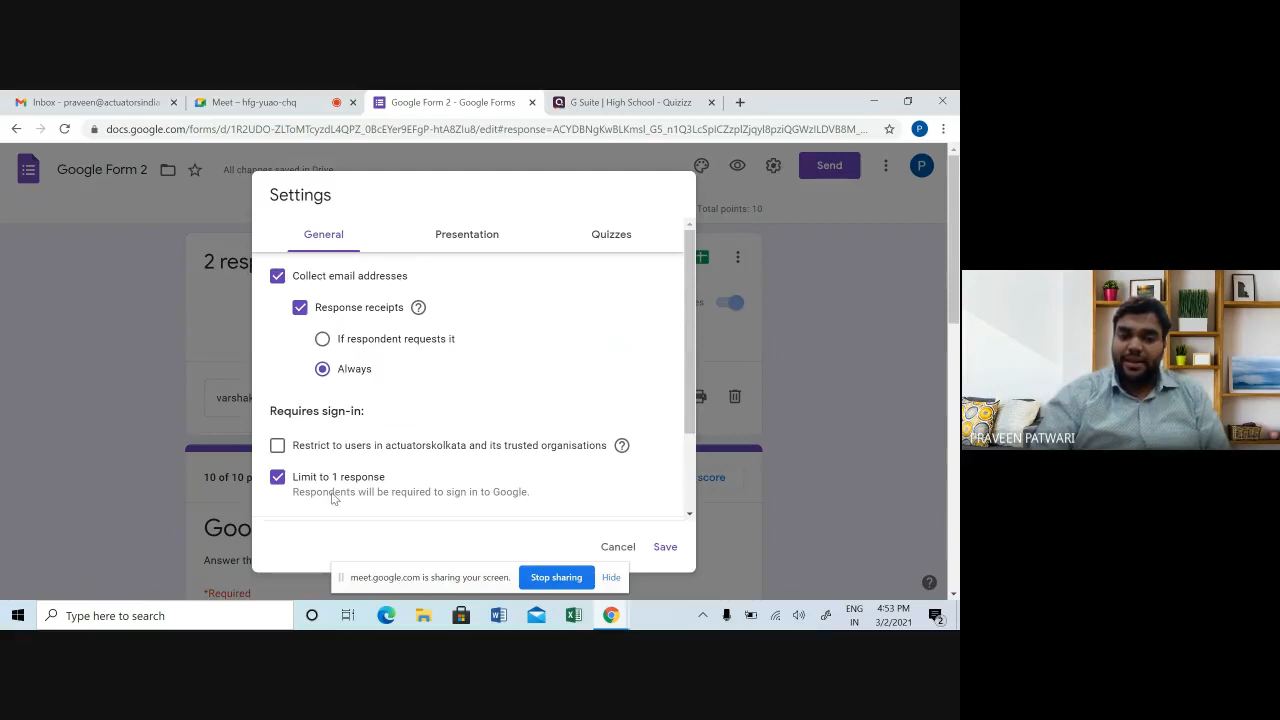 Inbox - praveen@actuatorsindia
Meet – hfg-yuao-chq
Google Form 2 - Google Forms
G Suite | High School - Quizizz
docs.google.com/forms/d/1R2UDO-ZLToMTcyzdL4QPZ_0BcEYer9EFgP-htA8ZIu8/edit#response=ACYDBNgKwBLKmsl_G5_n1Q3LcSplCZzpIZjqyl8pziQGWzILDVB8M_...
P
Google Form 2
All changes saved in Drive
Send
P
Total points: 10
2 resp
es
varshak
10 of 10 p
score
Goo
Answer th
*Required
Settings
General
Presentation
Quizzes
Collect email addresses
Response receipts
If respondent requests it
Always
Requires sign-in:
Restrict to users in actuatorskolkata and its trusted organisations
Limit to 1 response
Respondents will be required to sign in to Google.
Cancel
Save
meet.google.com is sharing your screen.
Stop sharing
Hide
PRAVEEN PATWARI
Type here to search
ENG
IN
4:53 PM
3/2/2021
2